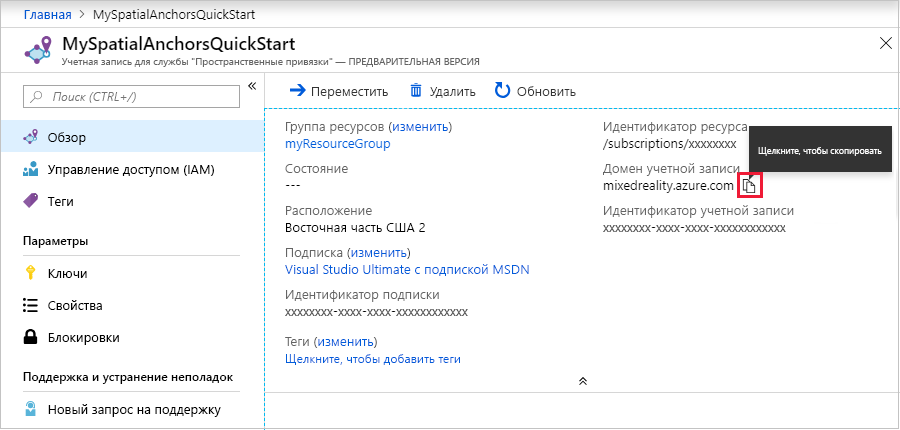 Главная > MySpatialAnchorsQuickStart
MySpatialAnchorsQuickStart
Учетная запись для службы "Пространственные привязки" — ПРЕДВАРИТЕЛЬНАЯ ВЕРСИЯ
Поиск (CTRL+/)
«
Обзор
Управление доступом (IAM)
Теги
Параметры
Ключи
Свойства
Блокировки
Поддержка и устранение неполадок
Новый запрос на поддержку
Переместить
Удалить
Обновить
Группа ресурсов (изменить)
myResourceGroup
Состояние
---
Расположение
Восточная часть США 2
Подписка (изменить)
Visual Studio Ultimate с подпиской MSDN
Идентификатор подписки
xxxxxxxx-xxxx-xxxx-xxxxxxxxxxxx
Теги (изменить)
Щелкните, чтобы добавить теги
Идентификатор ресурса
/subscriptions/xxxxxxxx
Щелкните, чтобы скопировать
Домен учетной записи
mixedreality.azure.com
Идентификатор учетной записи
xxxxxxxx-xxxx-xxxx-xxxxxxxxxxxx